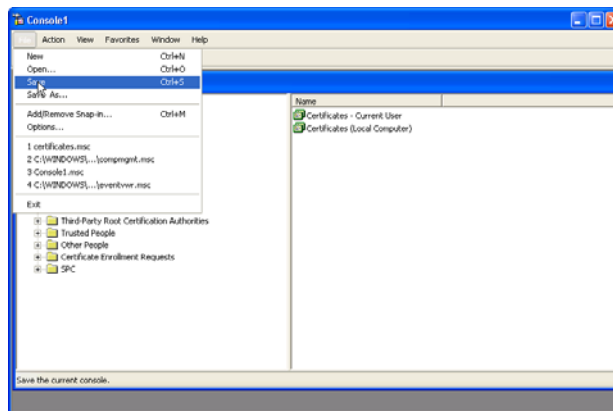 Console1
File Action View Favorites Window Help
New Ctrl+N
Open... Ctrl+O
Save Ctrl+S
Save As...
Add/Remove Snap-in... Ctrl+M
Options...
1 certificates.msc
2 C:\WINDOWS\...\compmgmt.msc
3 Console1.msc
4 C:\WINDOWS\...\eventvwr.msc
Exit
Third-Party Root Certification Authorities
Trusted People
Other People
Certificate Enrollment Requests
SPC
Name
Certificates - Current User
Certificates (Local Computer)
Save the current console.